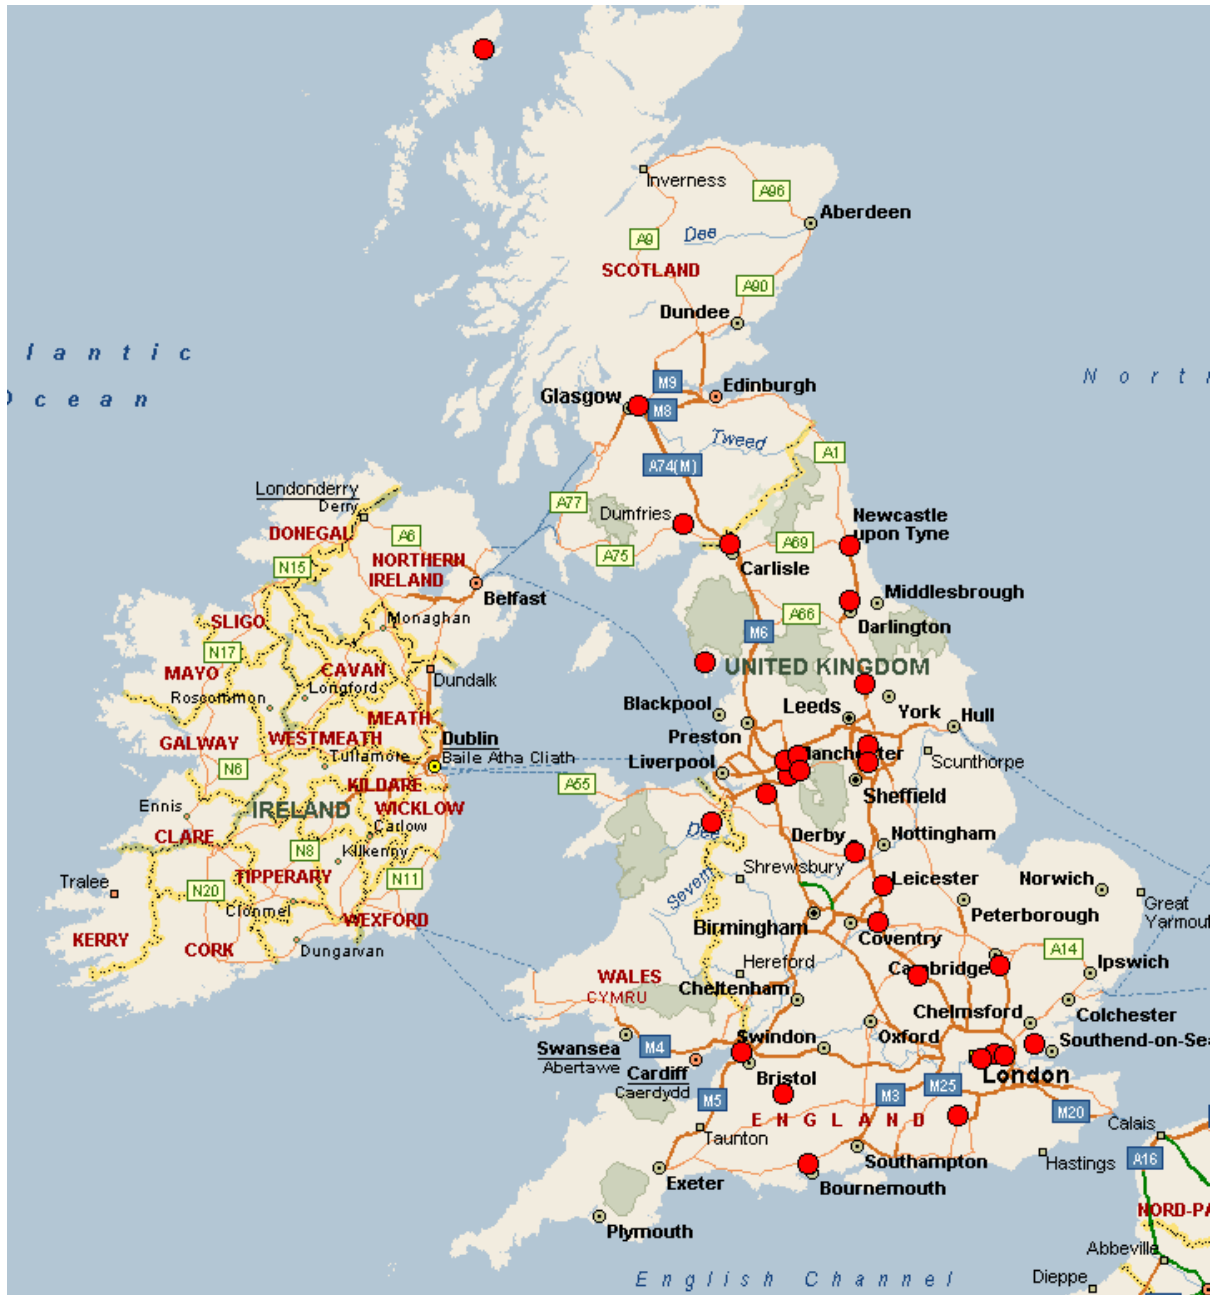 Inverness
A96
Aberdeen
A9
Dee
SCOTLAND
A90
Dundee
lantic
Ocean
North
M9
Edinburgh
Glasgow
M8
Tweed
A1
A74(M)
Londonderry
Derry
A77
Dumfries
Newcastle
upon Tyne
DONEGAL
A6
A75
A69
N15
NORTHERN
IRELAND
Carlisle
Belfast
Middlesbrough
SLIGO
Monaghan
A66
Darlington
M6
N17
MAYO
CAVAN
UNITED KINGDOM
Roscommon
Longford
Dundalk
Blackpool
Leeds
York
Hull
MEATH
GALWAY
WESTMEATH
Dublin
Preston
Baile Atha Cliath
Tullamore
Manchester
Scunthorpe
N6
Liverpool
KILDARE
A55
Sheffield
Ennis
IRELAND
WICKLOW
CLARE
Carlow
Dee
Derby
Nottingham
N8
Kilkenny
Shrewsbury
Tralee
N20
TIPPERARY
N11
Leicester
Norwich
Severn
Clonmel
Great
Yarmout
WEXFORD
Peterborough
KERRY
CORK
Dungarvan
Birmingham
Coventry
A14
Hereford
Cambridge
Ipswich
WALES
CYMRU
Cheltenham
Chelmsford
Colchester
Swansea
Abertawe
M4
Swindon
Oxford
Southend-on-Sea
Cardiff
Caerdydd
Bristol
London
M25
M5
M3
ENGLAND
M20
Taunton
Calais
Southampton
Hastings
A16
Exeter
Bournemouth
Plymouth
NORD-PA
Abbeville
English Channel
Dieppe